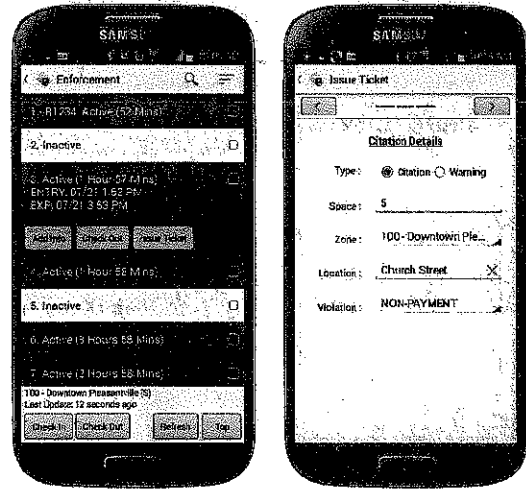 SAMSU
Enforcement
1. R1234 Active (52 Mins)
2. Inactive
3. Active (1 Hour 57 Mins)
ENTRY: 07/21 1:52 PM
EXP: 07/21 3:53 PM
4. Active (1 Hour 58 Mins)
5. Inactive
6. Active (3 Hours 58 Mins)
7. Active (2 Hours 58 Mins)
100 - Downtown Pleasantville (S)
Last Update: 12 seconds ago
Check In Check Out Refresh Top
SAMSU
Issue Ticket
Citation Details
Type: Citation Warning
Space: 5
Zone: 100 - Downtown Ple...
Location: Church Street
Violation: NON-PAYMENT